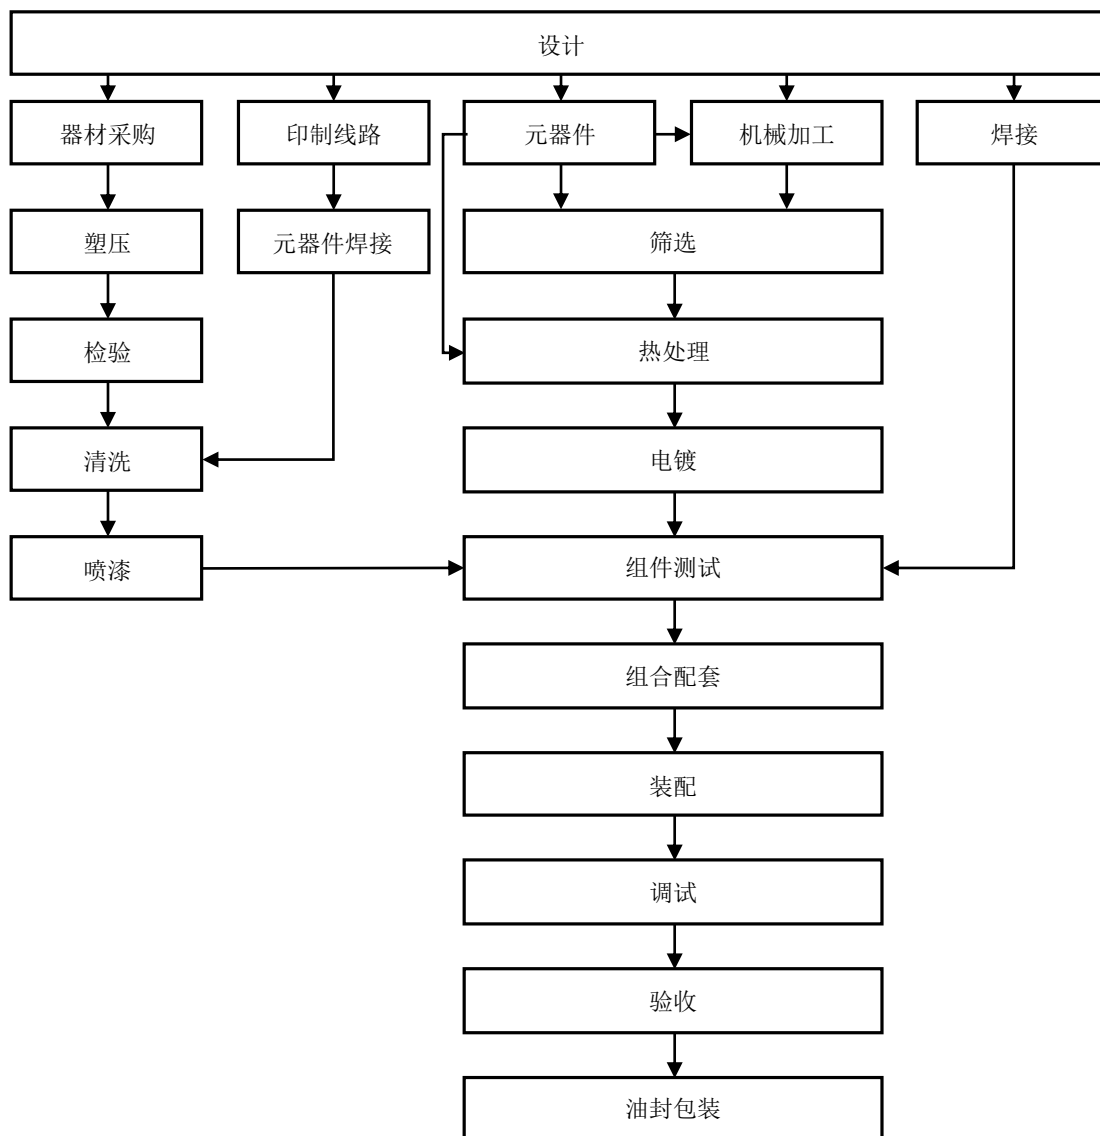 设计
器材采购
印制线路
元器件
机械加工
焊接
塑压
元器件焊接
筛选
检验
热处理
清洗
电镀
喷漆
组件测试
组合配套
装配
调试
验收
油封包装